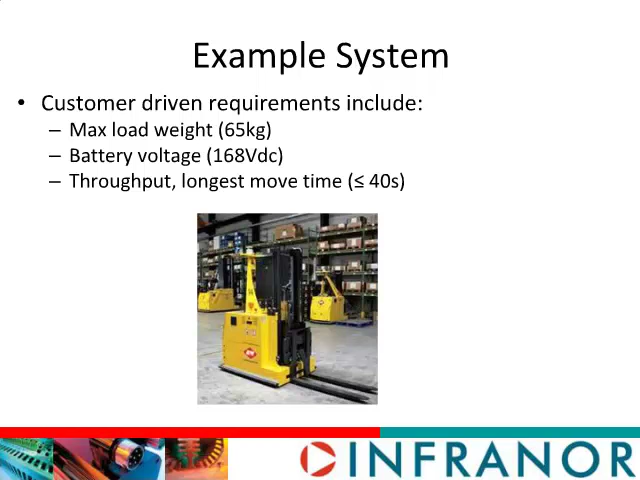 Example System
• Customer driven requirements include:
– Max load weight (65kg)
– Battery voltage (168Vdc)
– Throughput, longest move time (≤ 40s)
INFRANOR